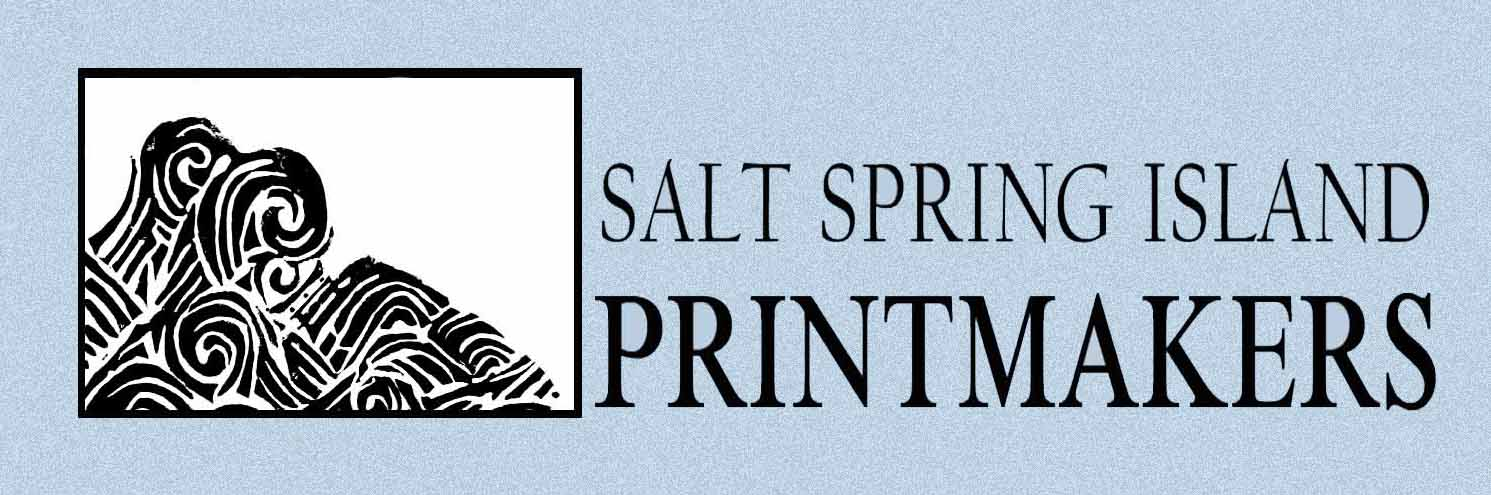 SALT SPRING ISLAND
PRINTMAKERS